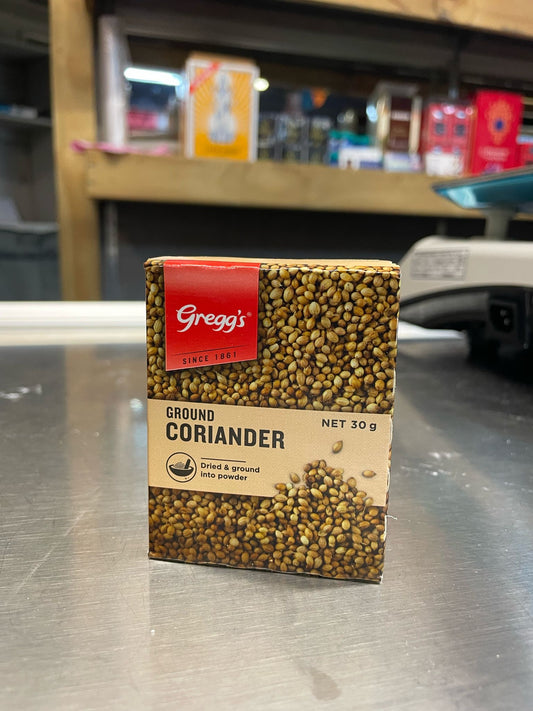 Gregg's®
SINCE 1861
GROUND
CORIANDER
NET 30 g
Dried & ground
into powder